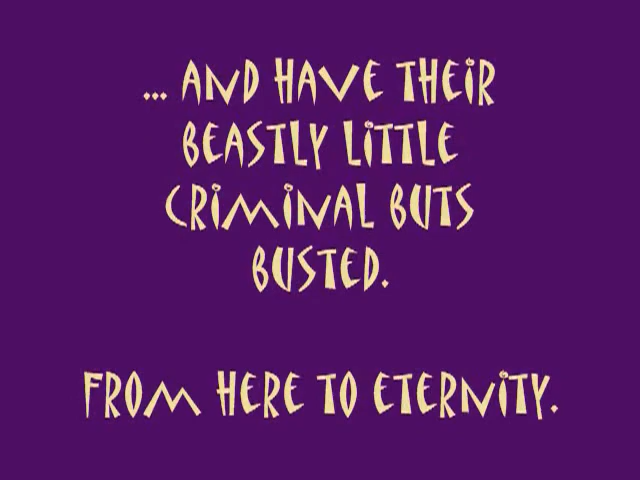 ... AND HAVE THEIR
BEASTLY LITTLE
CRIMINAL BUTS
BUSTED.
FROM HERE TO ETERNITY.